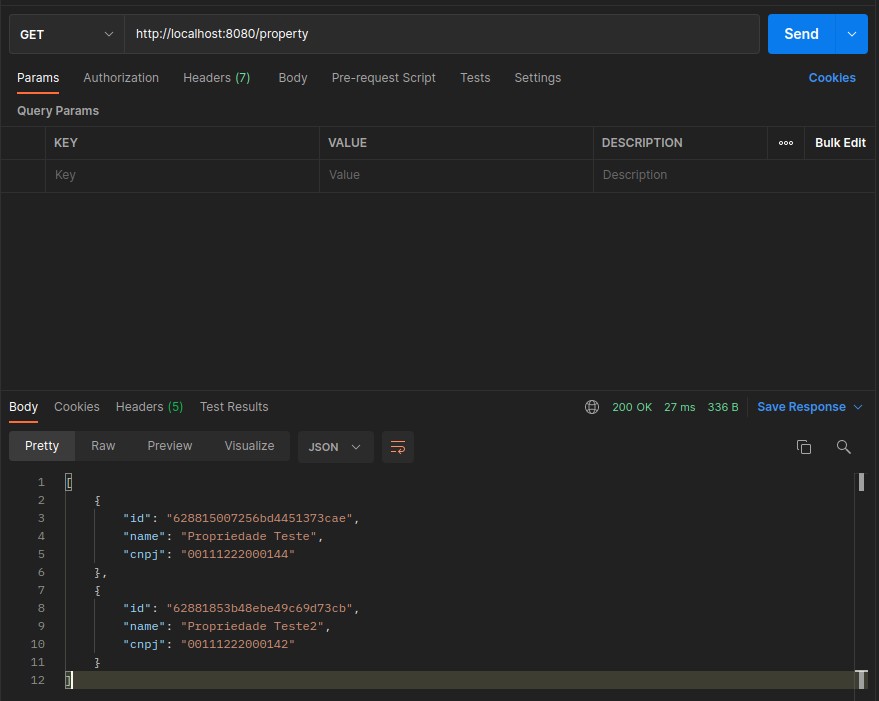 GET http://localhost:8080/property Send
Params Authorization Headers (7) Body Pre-request Script Tests Settings Cookies
Query Params
KEY VALUE DESCRIPTION ooo Bulk Edit
Key Value Description
Body Cookies Headers (5) Test Results 200 OK 27 ms 336 B Save Response
Pretty Raw Preview Visualize JSON
1 [
2 {
3 "id": "628815007256bd4451373cae",
4 "name": "Propriedade Teste",
5 "cnpj": "00111222000144"
6 },
7 {
8 "id": "62881853b48ebe49c69d73cb",
9 "name": "Propriedade Teste2",
10 "cnpj": "00111222000142"
11 }
12 ]